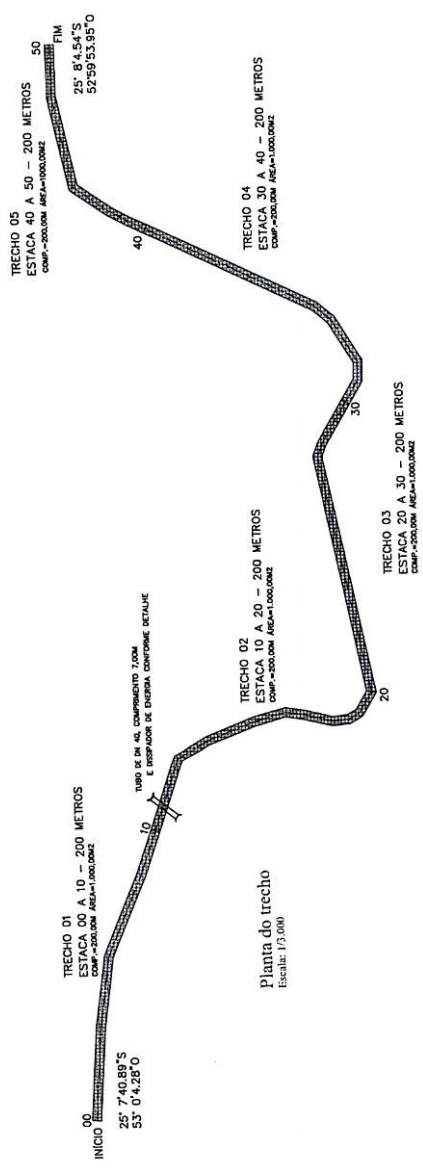 INÍCIO
00
25° 7'40.89"S
53° 0'4.28"O
TRECHO 01
ESTACA 00 A 10 - 200 METROS
COMP.=200,00M ÁREA=1.000,00M2
10
TUBO DE DN 40, COMPRIMENTO 7,00M
E DISSIPADOR DE ENERGIA CONFORME DETALHE
TRECHO 02
ESTACA 10 A 20 - 200 METROS
COMP.=200,00M ÁREA=1.000,00M2
20
TRECHO 03
ESTACA 20 A 30 - 200 METROS
COMP.=200,00M ÁREA=1.000,00M2
30
TRECHO 04
ESTACA 30 A 40 - 200 METROS
COMP.=200,00M ÁREA=1.000,00M2
40
TRECHO 05
ESTACA 40 A 50 - 200 METROS
COMP.=200,00M ÁREA=1000,00M2
50
FIM
25° 8'4.54"S
52°59'53.95"O
Planta do trecho
Escala: 1/3.000